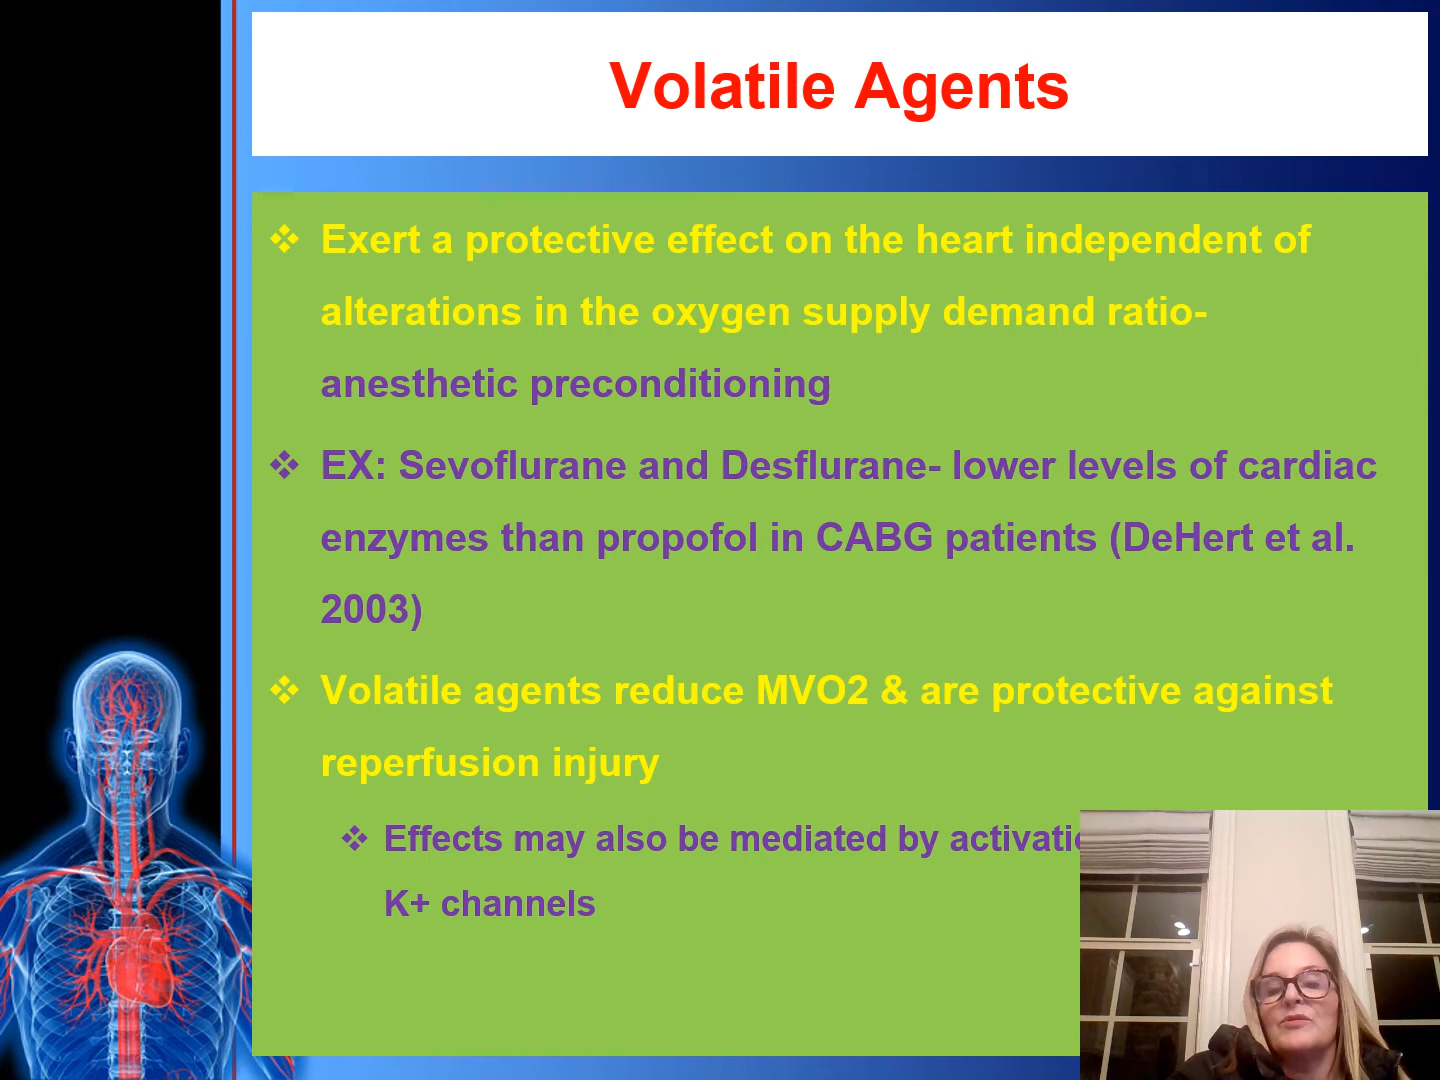 Volatile Agents
Exert a protective effect on the heart independent of
alterations in the oxygen supply demand ratio-
anesthetic preconditioning
EX: Sevoflurane and Desflurane- lower levels of cardiac
enzymes than propofol in CABG patients (DeHert et al.
2003)
Volatile agents reduce MVO2 & are protective against
reperfusion injury
Effects may also be mediated by
K+ channels